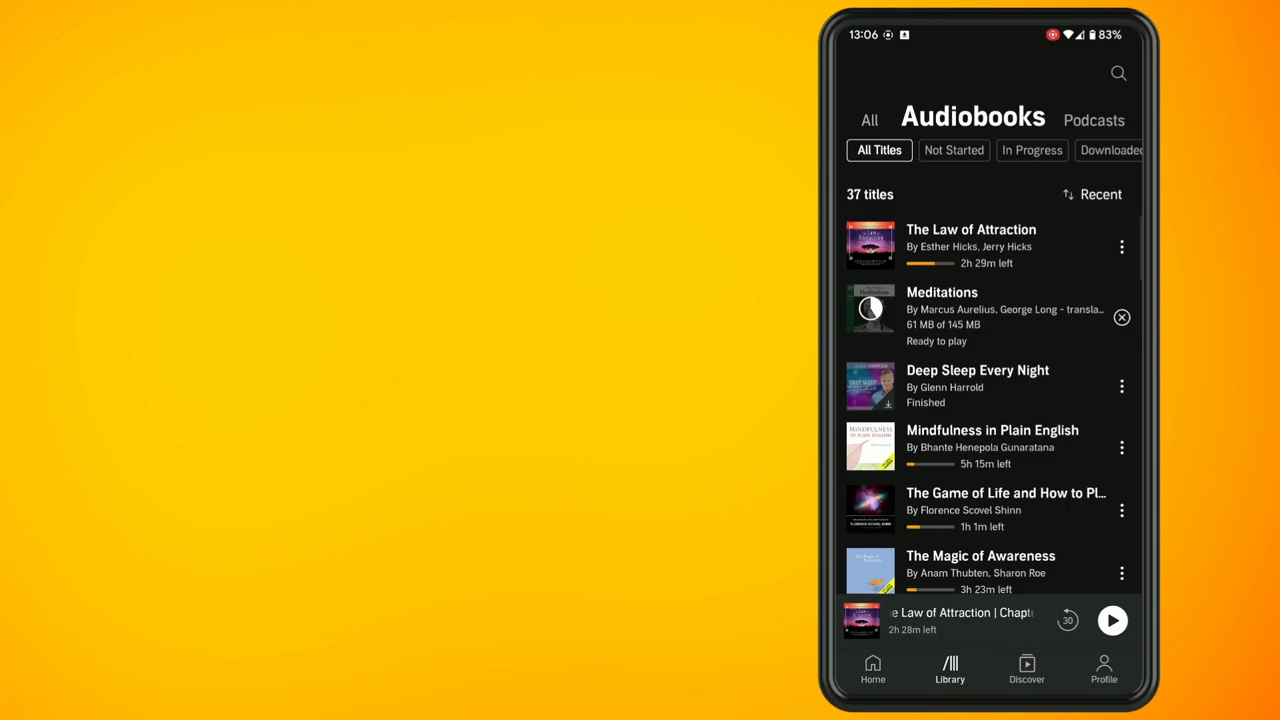 13:06
83%
All
Audiobooks
Podcasts
All Titles
Not Started
In Progress
Downloaded
37 titles
Recent
The Law of Attraction
By Esther Hicks, Jerry Hicks
2h 29m left
Meditations
By Marcus Aurelius, George Long - transla...
61 MB of 145 MB
Ready to play
Deep Sleep Every Night
By Glenn Harrold
Finished
Mindfulness in Plain English
By Bhante Henepola Gunaratana
5h 15m left
The Game of Life and How to Pl...
By Florence Scovel Shinn
1h 1m left
The Magic of Awareness
By Anam Thubten, Sharon Roe
3h 23m left
e Law of Attraction | Chapt
2h 28m left
30
Home
Library
Discover
Profile